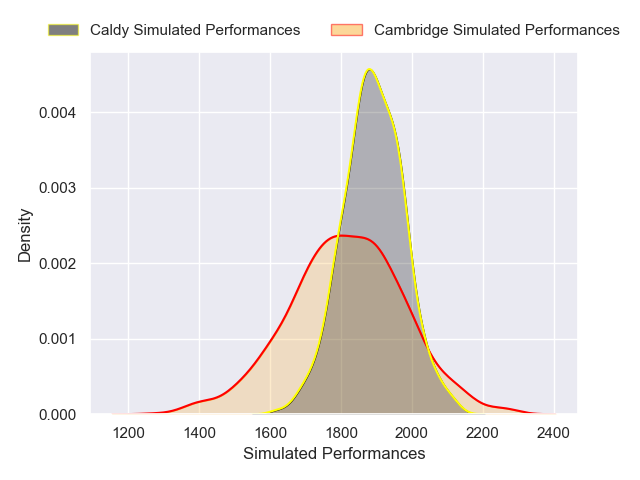 Caldy Simulated Performances
Cambridge Simulated Performances
0.004
0.003
0.002
0.001
0.000
Density
1200 1400 1600 1800 2000 2200 2400
Simulated Performances